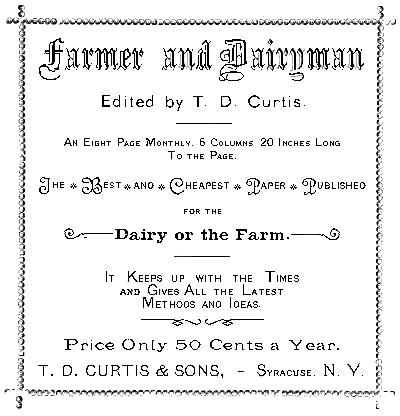 Farmer and Dairyman
Edited by T. D. Curtis.
An Eight Page Monthly. 6 Columns 20 Inches Long
To the Page.
The * Best * and * Cheapest * Paper * Published
FOR THE
Dairy or the Farm.
It Keeps up with the Times
and Gives All the Latest
Methods and Ideas.
Price Only 50 Cents a Year.
T. D. CURTIS & SONS, - Syracuse, N. Y.